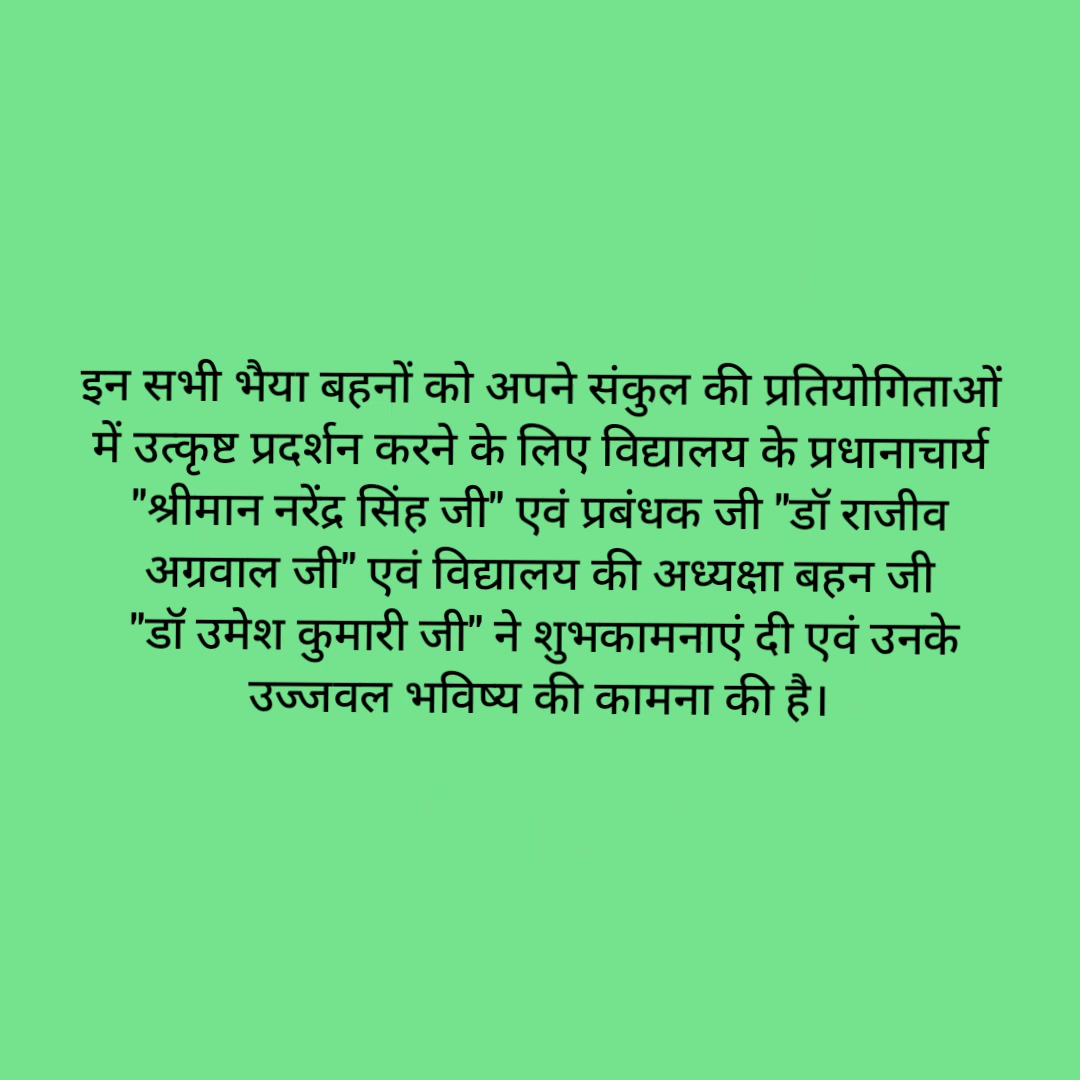 इन सभी भैया बहनों को अपने संकुल की प्रतियोगिताओं
में उत्कृष्ट प्रदर्शन करने के लिए विद्यालय के प्रधानाचार्य
"श्रीमान नरेंद्र सिंह जी" एवं प्रबंधक जी "डॉ राजीव
अग्रवाल जी" एवं विद्यालय की अध्यक्षा बहन जी
"डॉ उमेश कुमारी जी" ने शुभकामनाएं दी एवं उनके
उज्जवल भविष्य की कामना की है।